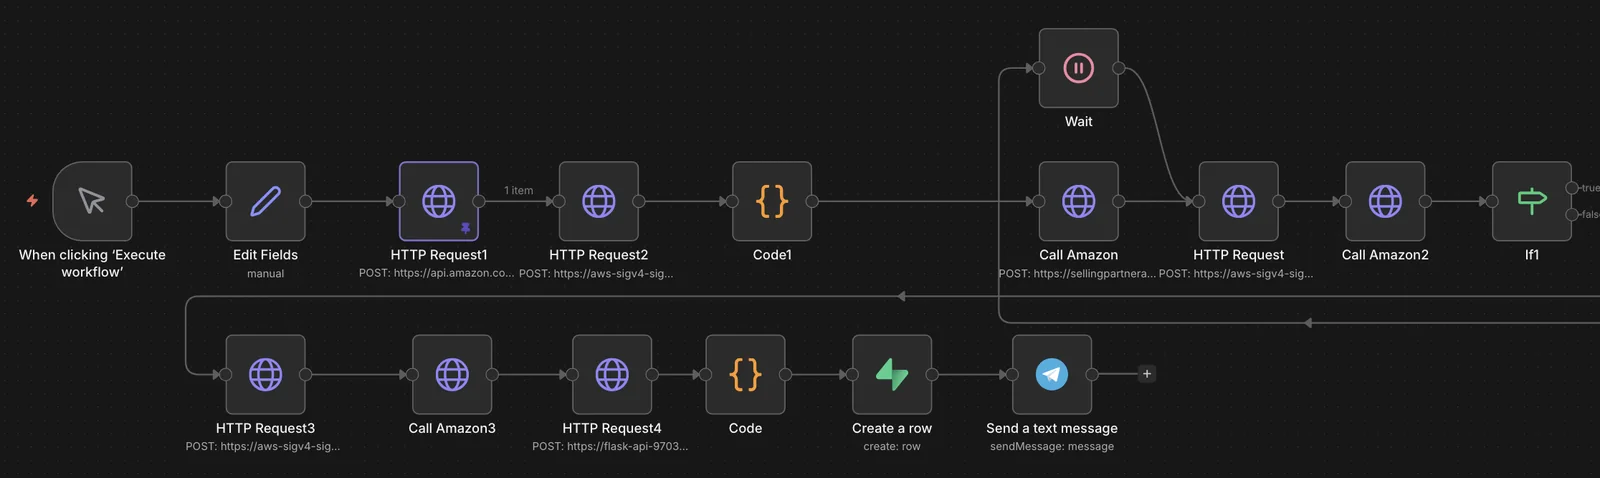 Wait
1 item
true
false
When clicking ‘Execute
workflow’
Edit Fields
manual
HTTP Request1
POST: https://api.amazon.co...
HTTP Request2
POST: https://aws-sigv4-sig...
Code1
Call Amazon
POST: https://sellingpartnera...
HTTP Request
POST: https://aws-sigv4-sig...
Call Amazon2
If1
HTTP Request3
POST: https://aws-sigv4-sig...
Call Amazon3
HTTP Request4
POST: https://flask-api-9703...
Code
Create a row
create: row
Send a text message
sendMessage: message